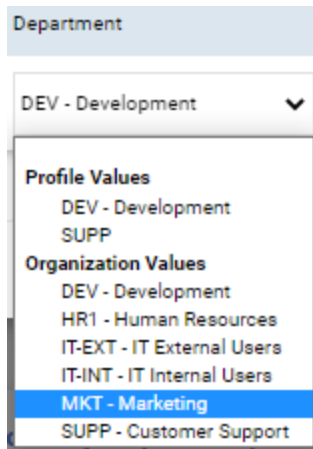 Department
DEV - Development
Profile Values
DEV - Development
SUPP
Organization Values
DEV - Development
HR1 - Human Resources
IT-EXT - IT External Users
IT-INT - IT Internal Users
MKT - Marketing
SUPP - Customer Support